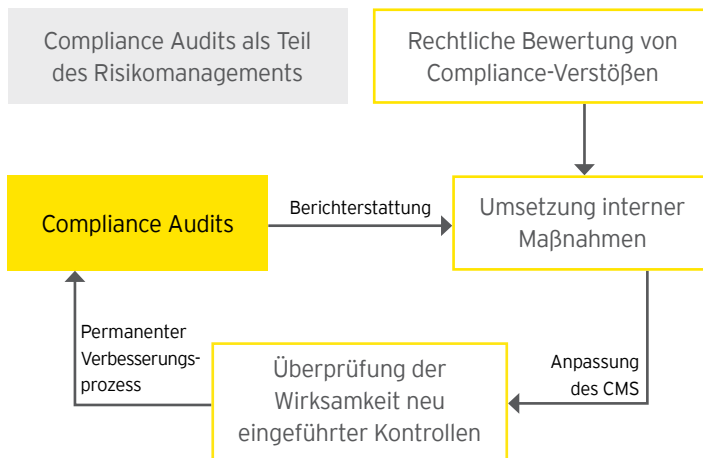 Compliance Audits als Teil
des Risikomanagements
Rechtliche Bewertung von
Compliance-Verstößen
Compliance Audits
Berichterstattung
Umsetzung interner
Maßnahmen
Permanenter
Verbesserungs-
prozess
Überprüfung der
Wirksamkeit neu
eingeführter Kontrollen
Anpassung
des CMS